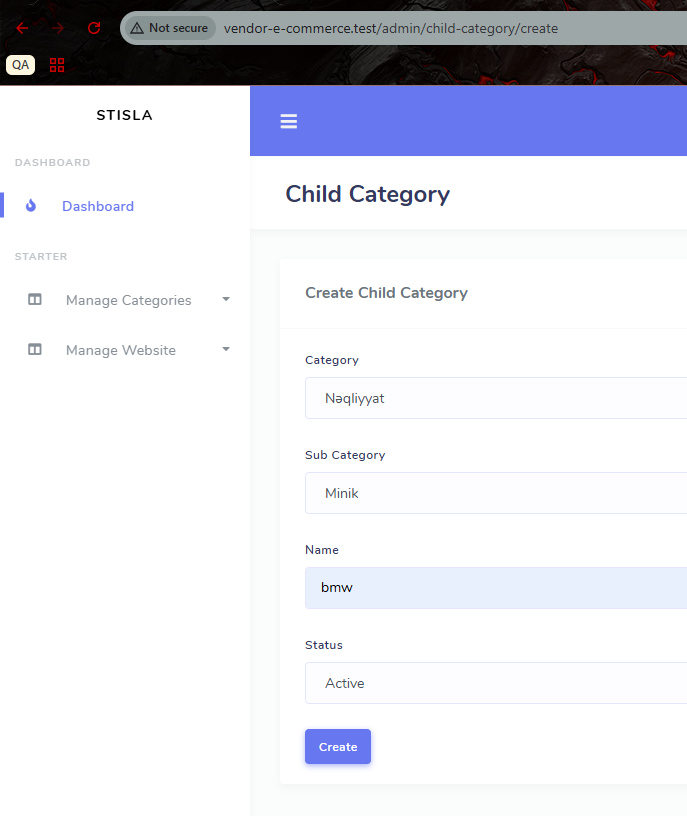 Not secure vendor-e-commerce.test/admin/child-category/create
QA
STISLA
DASHBOARD
Dashboard
STARTER
Manage Categories
Manage Website
Child Category
Create Child Category
Category
Nəqliyyat
Sub Category
Minik
Name
bmw
Status
Active
Create